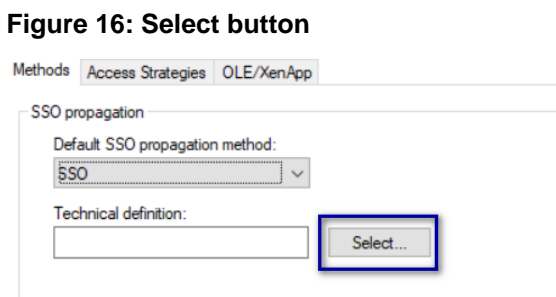 Figure 16: Select button
Methods Access Strategies OLE/XenApp
SSO propagation
Default SSO propagation method:
SSO
Technical definition:
Select...